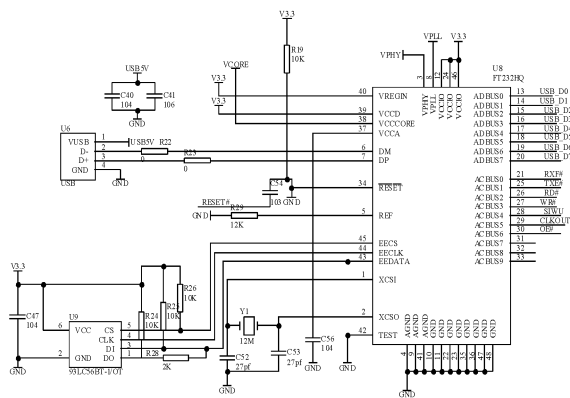 V3.3
R19
10K
VPLL
V3.3
VPHY
3
8
12
24
46
U8
FT232HQ
VPHY
VPLL
VCCIO
VCCIO
VCCIO
USB5V
C40
104
C41
106
GND
V3.3
VCORE
V3.3
40
VREGIN
39
VCCD
38
VCCCORE
37
VCCA
U6
VUSB
D-
D+
GND
USB
1
2
3
4
USB5V
R22
0
R23
0
GND
6
DM
7
DP
C54
103
GND
34
RESET
RESET#
GND
R29
12K
5
REF
45
EECS
44
EECLK
43
EEDATA
1
XCSI
2
XCSO
42
TEST
ADBUS0
13
USB_D0
ADBUS1
14
USB_D1
ADBUS2
15
ADBUS3
16
ADBUS4
17
ADBUS5
18
ADBUS6
19
ADBUS7
20
ACBUS0
21
RXF#
ACBUS1
25
TXE#
ACBUS2
26
RD#
ACBUS3
27
WR#
ACBUS4
28
SIWU
ACBUS5
29
CLKOUT
ACBUS6
30
OE#
ACBUS7
31
ACBUS8
32
ACBUS9
33
V3.3
C47
104
GND
U9
6
VCC
CS
5
CLK
4
DI
3
2
GND
DO
1
93LC56BT-I/OT
R24
10K
R25
10K
R26
10K
R28
2K
Y1
12M
C52
27pf
C53
27pf
GND
C56
104
GND
GND
AGND
AGND
AGND
GND
GND
GND
GND
GND
GND
GND
GND
4
9
41
10
11
22
23
35
36
47
48
GND